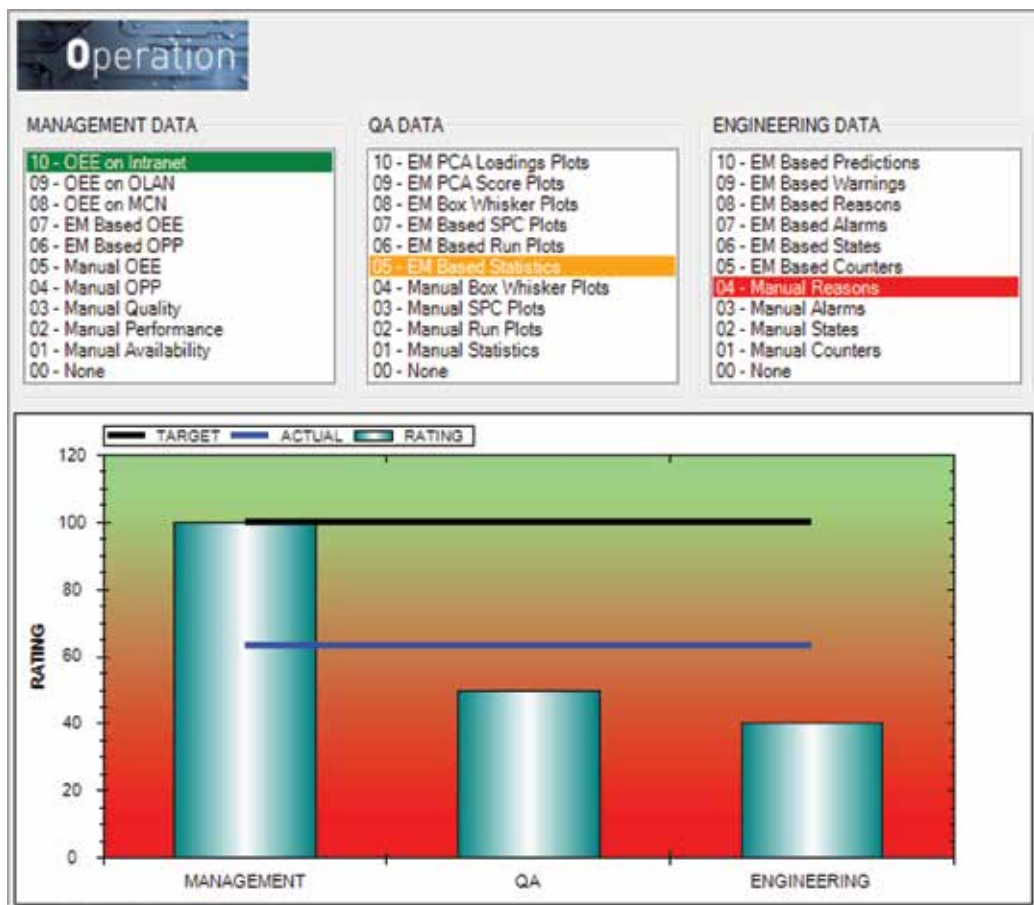 Operation
MANAGEMENT DATA
10 - OEE on Intranet
09 - OEE on OLAN
08 - OEE on MCN
07 - EM Based OEE
06 - EM Based OPP
05 - Manual OEE
04 - Manual OPP
03 - Manual Quality
02 - Manual Performance
01 - Manual Availability
00 - None
QA DATA
10 - EM PCA Loadings Plots
09 - EM PCA Score Plots
08 - EM Box Whisker Plots
07 - EM Based SPC Plots
06 - EM Based Run Plots
05 - EM Based Statistics
04 - Manual Box Whisker Plots
03 - Manual SPC Plots
02 - Manual Run Plots
01 - Manual Statistics
00 - None
ENGINEERING DATA
10 - EM Based Predictions
09 - EM Based Warnings
08 - EM Based Reasons
07 - EM Based Alarms
06 - EM Based States
05 - EM Based Counters
04 - Manual Reasons
03 - Manual Alarms
02 - Manual States
01 - Manual Counters
00 - None
TARGET ACTUAL RATING
120
100
80
60
40
20
0
RATING
MANAGEMENT QA ENGINEERING